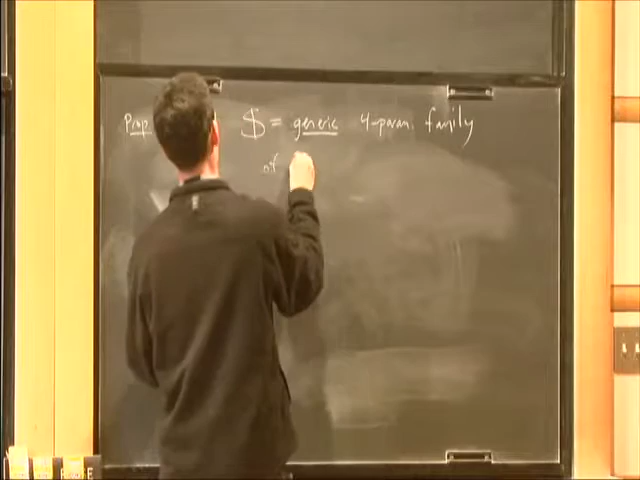 Prop. $ = generic 4-param. family
of